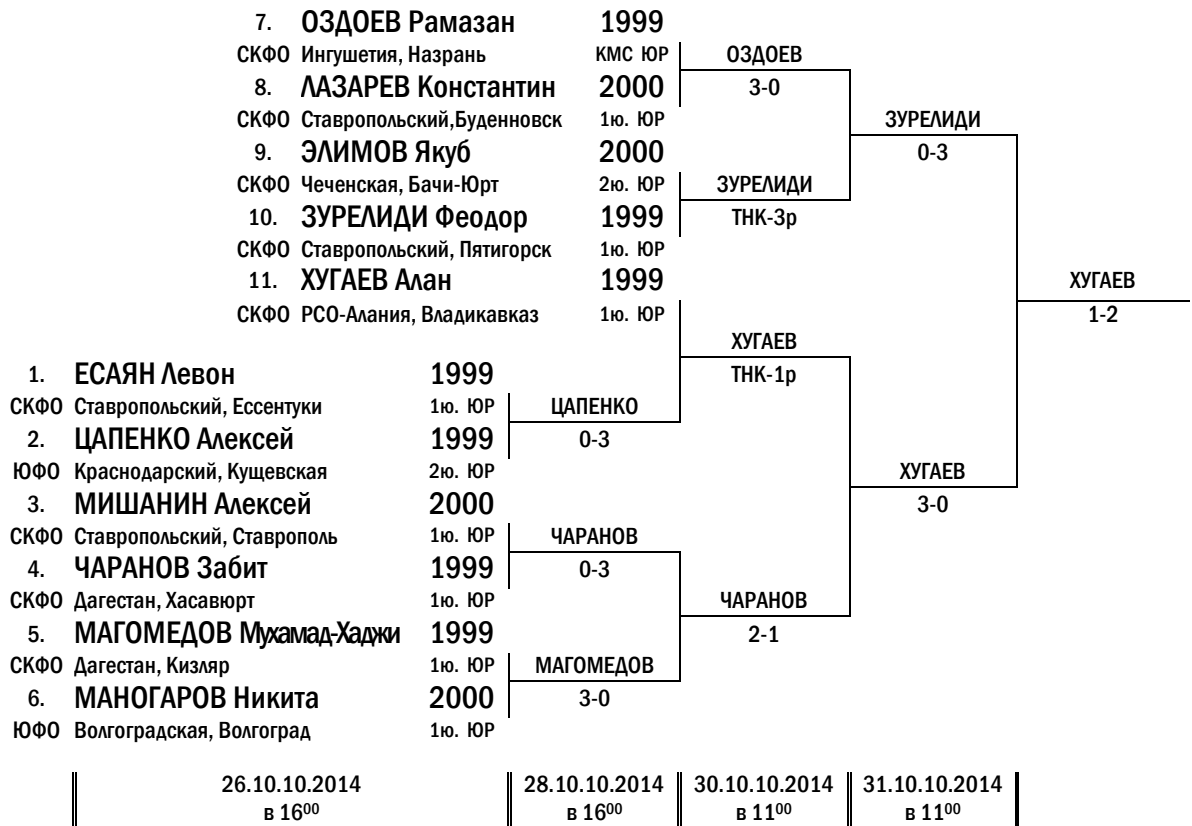 7. ОЗДОЕВ Рамазан 1999
СКФО Ингушетия, Назрань КМС ЮР ОЗДОЕВ
8. ЛАЗАРЕВ Константин 2000 3-0
СКФО Ставропольский,Буденновск 1ю. ЮР ЗУРЕЛИДИ
9. ЭЛИМОВ Якуб 2000 0-3
СКФО Чеченская, Бачи-Юрт 2ю. ЮР ЗУРЕЛИДИ
10. ЗУРЕЛИДИ Феодор 1999 ТНК-3р
СКФО Ставропольский, Пятигорск 1ю. ЮР
11. ХУГАЕВ Алан 1999 ХУГАЕВ
СКФО РСО-Алания, Владикавказ 1ю. ЮР 1-2
ХУГАЕВ
1. ЕСАЯН Левон 1999 ТНК-1р
СКФО Ставропольский, Ессентуки 1ю. ЮР ЦАПЕНКО
2. ЦАПЕНКО Алексей 1999 0-3
ЮФО Краснодарский, Кущевская 2ю. ЮР ХУГАЕВ
3. МИШАНИН Алексей 2000 3-0
СКФО Ставропольский, Ставрополь 1ю. ЮР ЧАРАНОВ
4. ЧАРАНОВ Забит 1999 0-3
СКФО Дагестан, Хасавюрт 1ю. ЮР ЧАРАНОВ
5. МАГОМЕДОВ Мухамад-Хаджи 1999 2-1
СКФО Дагестан, Кизляр 1ю. ЮР МАГОМЕДОВ
6. МАНОГАРОВ Никита 2000 3-0
ЮФО Волгоградская, Волгоград 1ю. ЮР
26.10.10.2014 28.10.10.2014 30.10.10.2014 31.10.10.2014
в 16⁰⁰ в 16⁰⁰ в 11⁰⁰ в 11⁰⁰